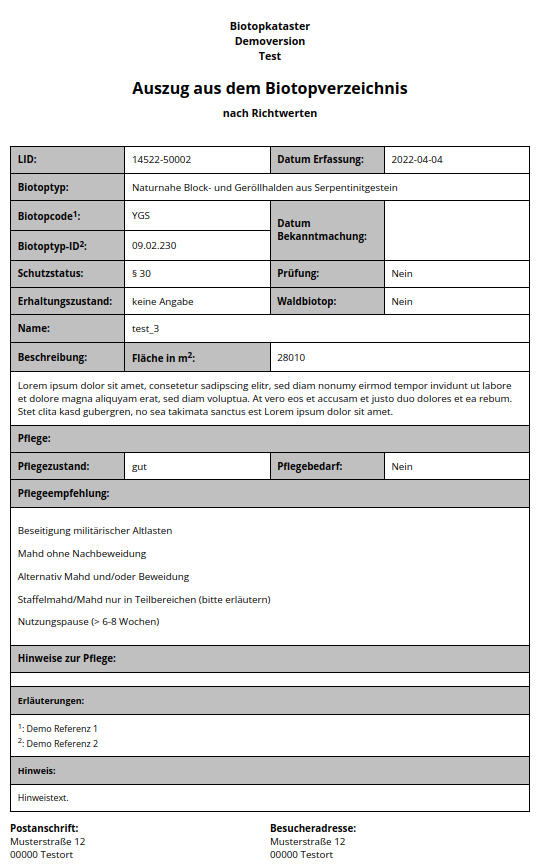 Biotopkataster
Demoversion
Test
Auszug aus dem Biotopverzeichnis
nach Richtwerten
LID: 14522-50002 Datum Erfassung: 2022-04-04
Biotoptyp: Naturnahe Block- und Geröllhalden aus Serpentinitgestein
Biotopcode¹: YGS Datum Bekanntmachung:
Biotoptyp-ID²: 09.02.230
Schutzstatus: § 30 Prüfung: Nein
Erhaltungszustand: keine Angabe Waldbiotop: Nein
Name: test_3
Beschreibung: Fläche in m²: 28010
Lorem ipsum dolor sit amet, consetetur sadipscing elitr, sed diam nonumy eirmod tempor invidunt ut labore
et dolore magna aliquyam erat, sed diam voluptua. At vero eos et accusam et justo duo dolores et ea rebum.
Stet clita kasd gubergren, no sea takimata sanctus est Lorem ipsum dolor sit amet.
Pflege:
Pflegezustand: gut Pflegebedarf: Nein
Pflegeempfehlung:
Beseitigung militärischer Altlasten
Mahd ohne Nachbeweidung
Alternativ Mahd und/oder Beweidung
Staffelmahd/Mahd nur in Teilbereichen (bitte erläutern)
Nutzungspause (> 6-8 Wochen)
Hinweise zur Pflege:
Erläuterungen:
¹: Demo Referenz 1
²: Demo Referenz 2
Hinweis:
Hinweistext.
Postanschrift: Besucheradresse:
Musterstraße 12 Musterstraße 12
00000 Testort 00000 Testort